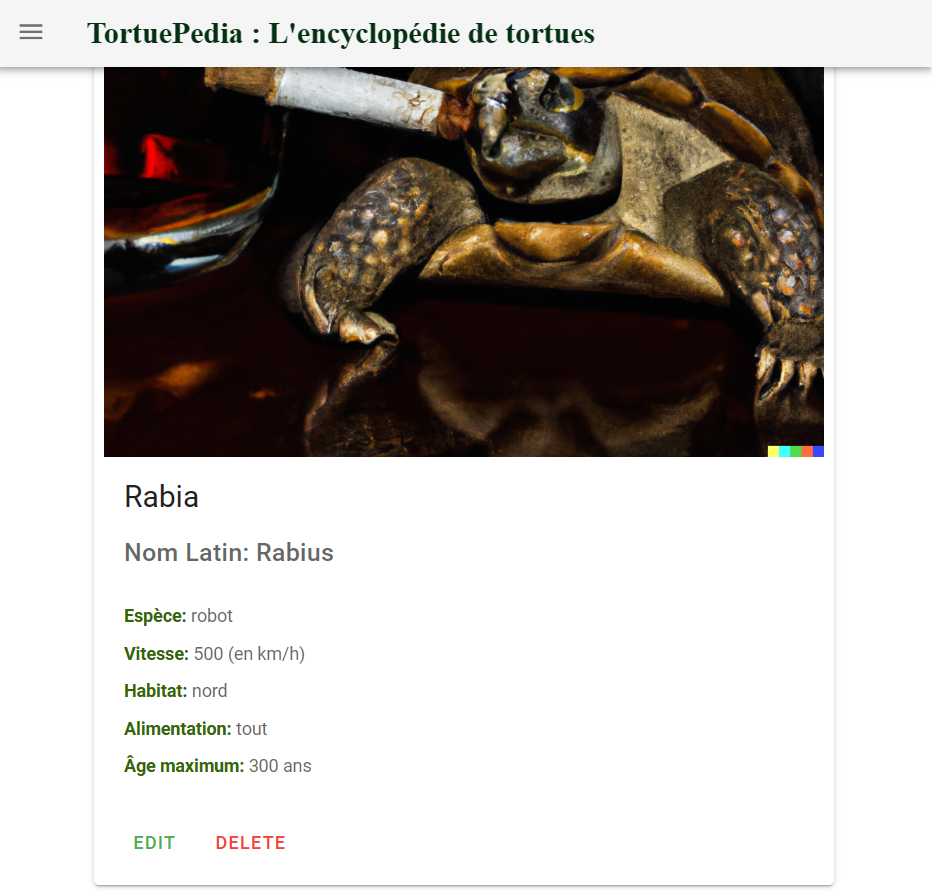 TortuePedia : L'encyclopédie de tortues
Rabia
Nom Latin: Rabius
Espèce: robot
Vitesse: 500 (en km/h)
Habitat: nord
Alimentation: tout
Âge maximum: 300 ans
EDIT DELETE